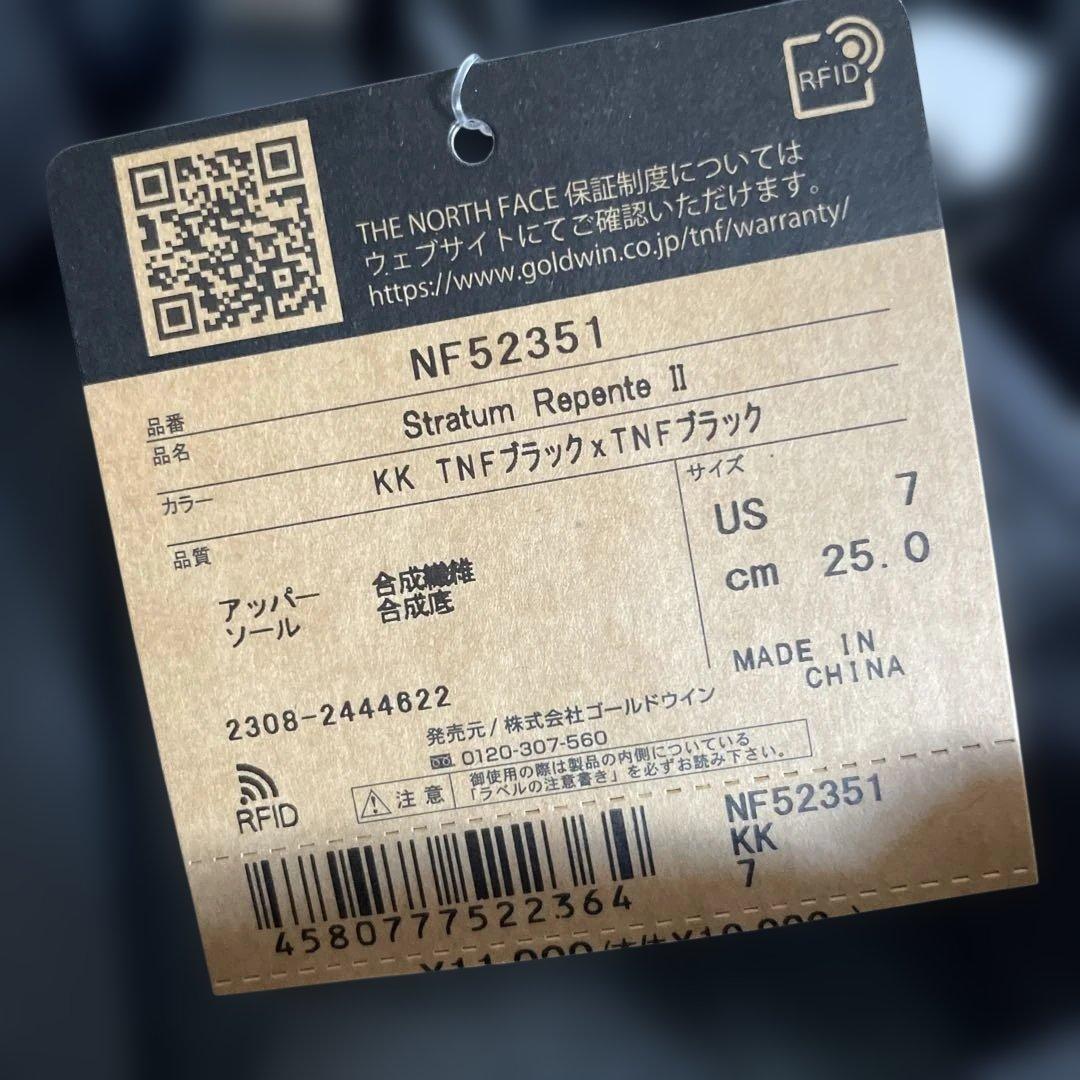 RFID
THE NORTH FACE 保証制度については
ウェブサイトにてご確認いただけます。
https://www.goldwin.co.jp/tnf/warranty/
品番 NF52351
品名 Stratum Repente II
カラー KK TNFブラックxTNFブラック
品質
アッパー 合成繊維
ソール 合成底
サイズ
US 7
cm 25.0
MADE IN
CHINA
2308-2444622
発売元/株式会社ゴールドウイン
0120-307-560
RFID
注意
御使用の際は製品の内側についている
「ラベルの注意書き」を必ずお読み下さい。
NF52351
KK
7
4580777522364